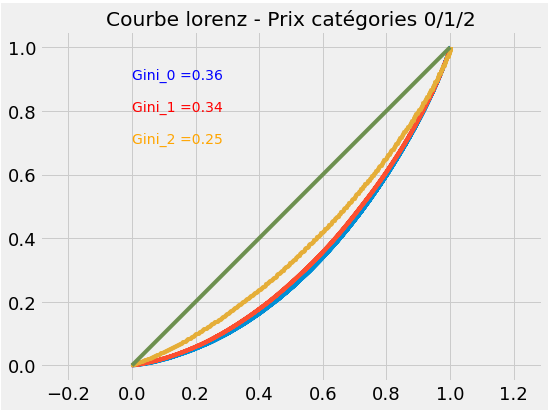 Courbe lorenz - Prix catégories 0/1/2
1.0
Gini_0 =0.36
Gini_1 =0.34
0.8
Gini_2 =0.25
0.6
0.4
0.2
0.0
−0.2 0.0 0.2 0.4 0.6 0.8 1.0 1.2